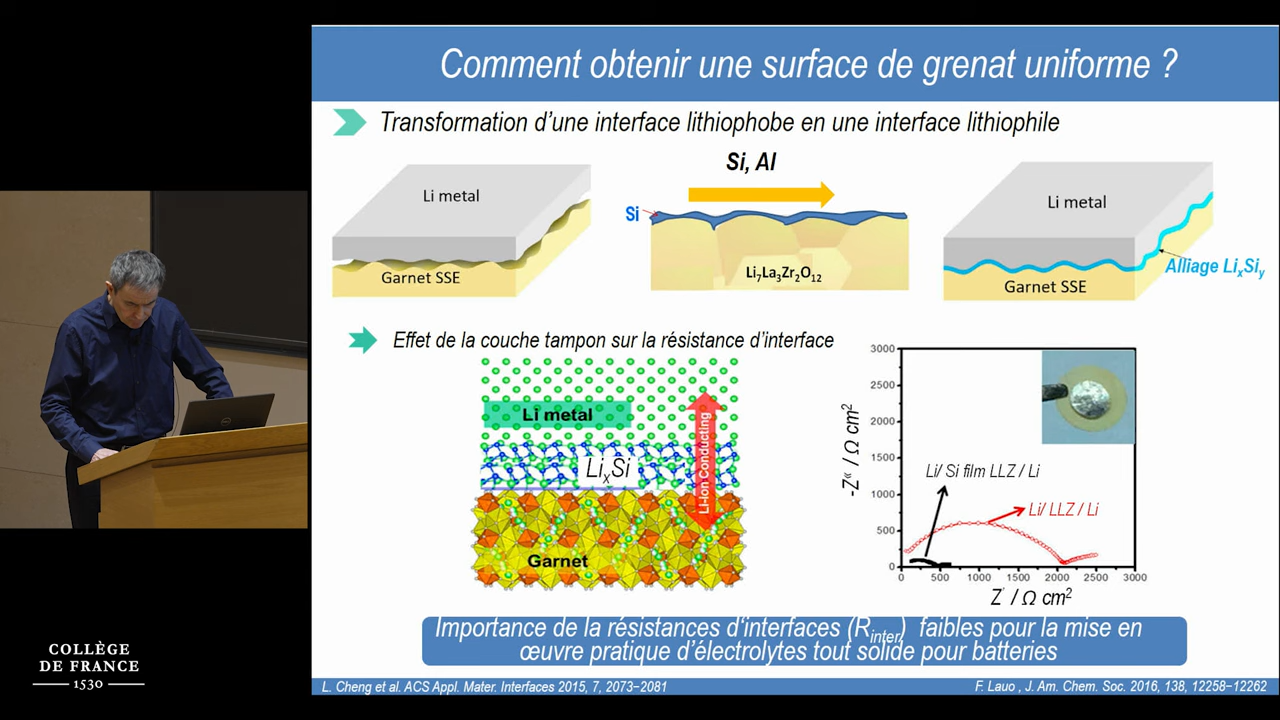 Comment obtenir une surface de grenat uniforme ?
Transformation d'une interface lithiophobe en une interface lithiophile
Li metal
Garnet SSE
Si, Al
Si
Li7La3Zr2O12
Li metal
Garnet SSE
Alliage LixSiy
Effet de la couche tampon sur la résistance d'interface
Li metal
LixSi
Garnet
Li-ion Conducting
3000
2500
2000
1500
1000
500
0
-Z'' / Ω cm2
Li/ Si film LLZ / Li
Li/ LLZ / Li
0 500 1000 1500 2000 2500 3000
Z' / Ω cm2
Importance de la résistances d'interfaces (Rinter) faibles pour la mise en
œuvre pratique d'électrolytes tout solide pour batteries
L. Cheng et al. ACS Appl. Mater. Interfaces 2015, 7, 2073−2081
F. Lauo , J. Am. Chem. Soc. 2016, 138, 12258−12262
COLLÈGE
DE FRANCE
1530